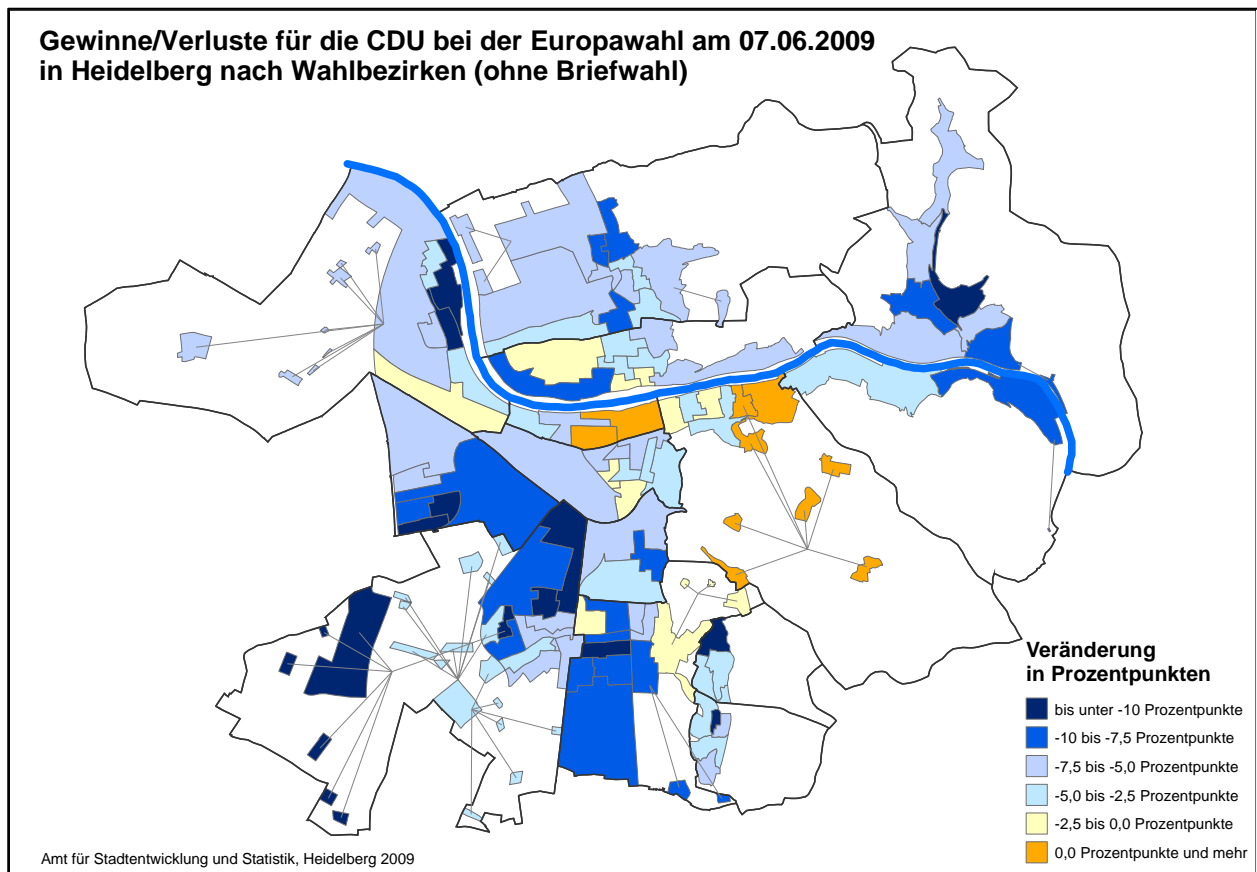 Gewinne/Verluste für die CDU bei der Europawahl am 07.06.2009
in Heidelberg nach Wahlbezirken (ohne Briefwahl)
Veränderung
in Prozentpunkten
bis unter -10 Prozentpunkte
-10 bis -7,5 Prozentpunkte
-7,5 bis -5,0 Prozentpunkte
-5,0 bis -2,5 Prozentpunkte
-2,5 bis 0,0 Prozentpunkte
0,0 Prozentpunkte und mehr
Amt für Stadtentwicklung und Statistik, Heidelberg 2009